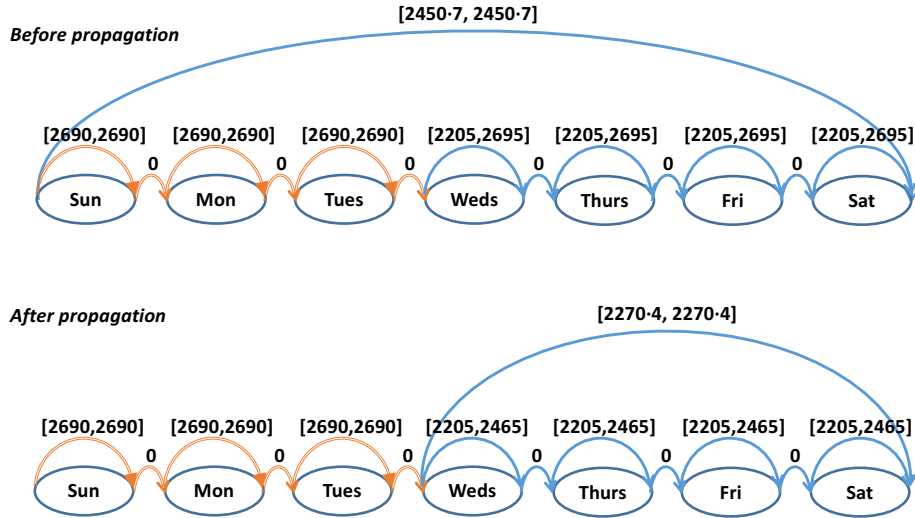 [2450·7, 2450·7]
Before propagation
[2690,2690] [2690,2690] [2690,2690] [2205,2695] [2205,2695] [2205,2695] [2205,2695]
0 0 0 0 0 0
Sun Mon Tues Weds Thurs Fri Sat
After propagation
[2270·4, 2270·4]
[2690,2690] [2690,2690] [2690,2690] [2205,2465] [2205,2465] [2205,2465] [2205,2465]
0 0 0 0 0 0
Sun Mon Tues Weds Thurs Fri Sat